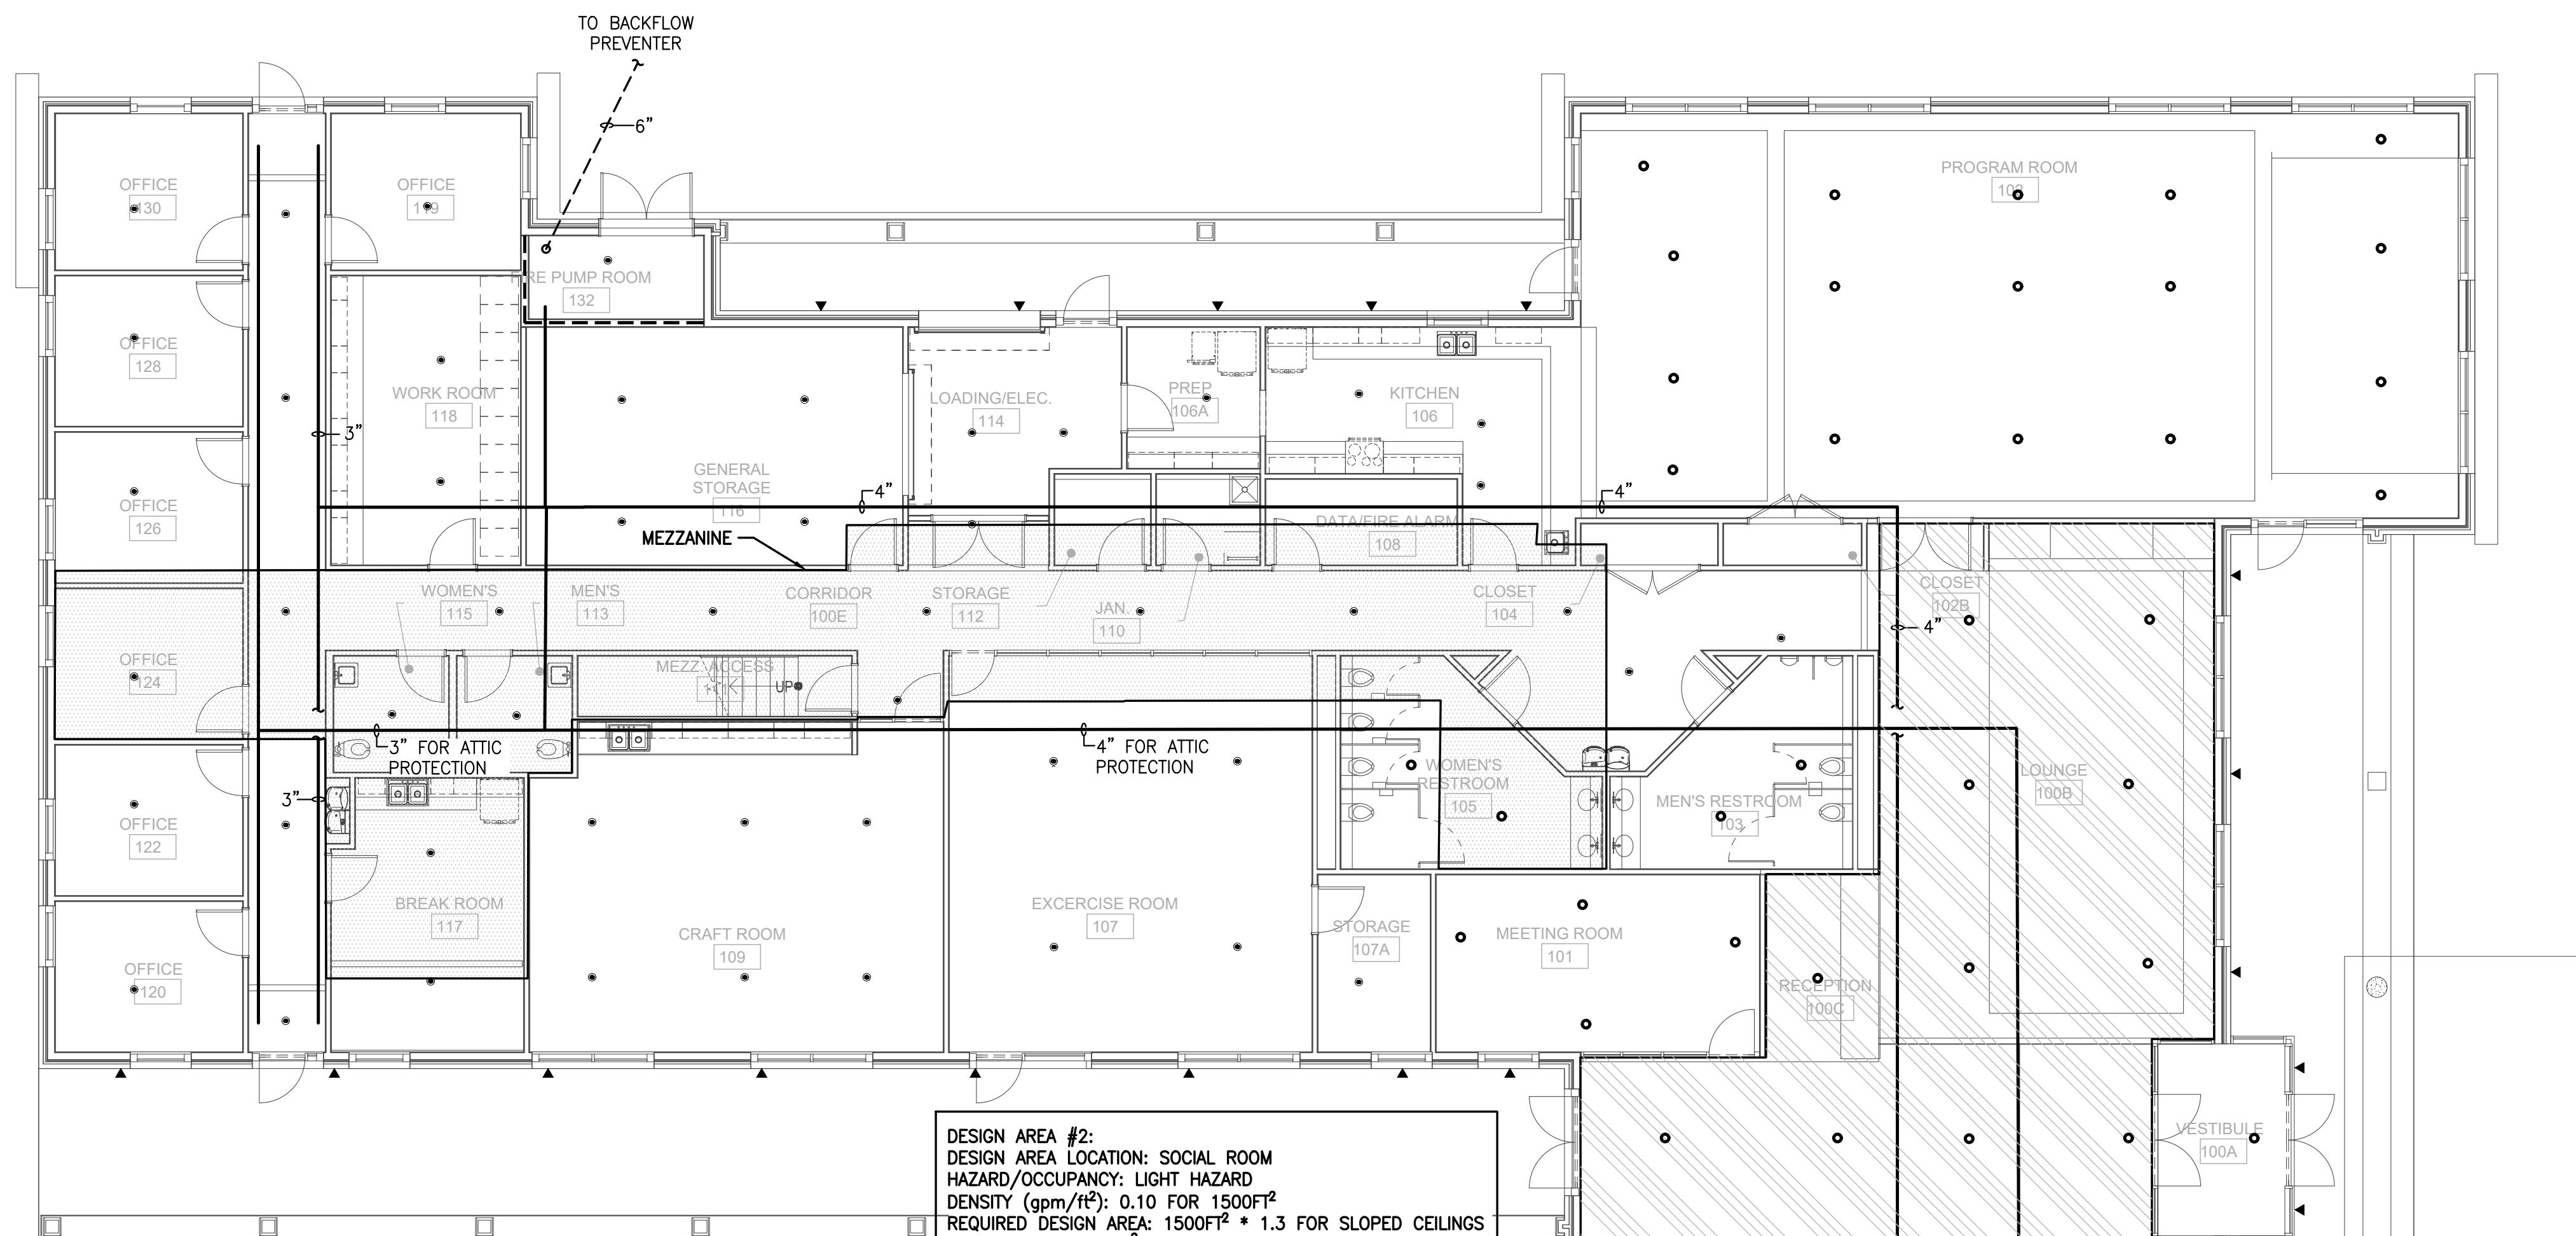 TO BACKFLOW
PREVENTER
6"
OFFICE
130
OFFICE
119
PROGRAM ROOM
102
FIRE PUMP ROOM
132
OFFICE
128
WORK ROOM
118
3"
LOADING/ELEC.
114
PREP
106A
KITCHEN
106
OFFICE
126
GENERAL
STORAGE
116
4"
4"
MEZZANINE
DATA/FIRE ALARM
108
WOMEN'S
115
MEN'S
113
CORRIDOR
100E
STORAGE
112
JAN.
110
CLOSET
104
CLOSET
102B
4"
OFFICE
124
MEZZ. ACCESS
UP
3" FOR ATTIC
PROTECTION
4" FOR ATTIC
PROTECTION
WOMEN'S
RESTROOM
105
MEN'S RESTROOM
103
LOUNGE
100B
3"
OFFICE
122
BREAK ROOM
117
CRAFT ROOM
109
EXCERCISE ROOM
107
STORAGE
107A
MEETING ROOM
101
OFFICE
120
RECEPTION
100C
VESTIBULE
100A
DESIGN AREA #2:
DESIGN AREA LOCATION: SOCIAL ROOM
HAZARD/OCCUPANCY: LIGHT HAZARD
DENSITY (gpm/ft²): 0.10 FOR 1500FT²
REQUIRED DESIGN AREA: 1500FT² * 1.3 FOR SLOPED CEILINGS